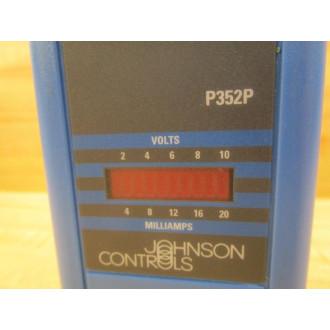 P352P
VOLTS
2 4 6 8 10
4 8 12 16 20
MILLIAMPS
JOHNSON
CONTROLS